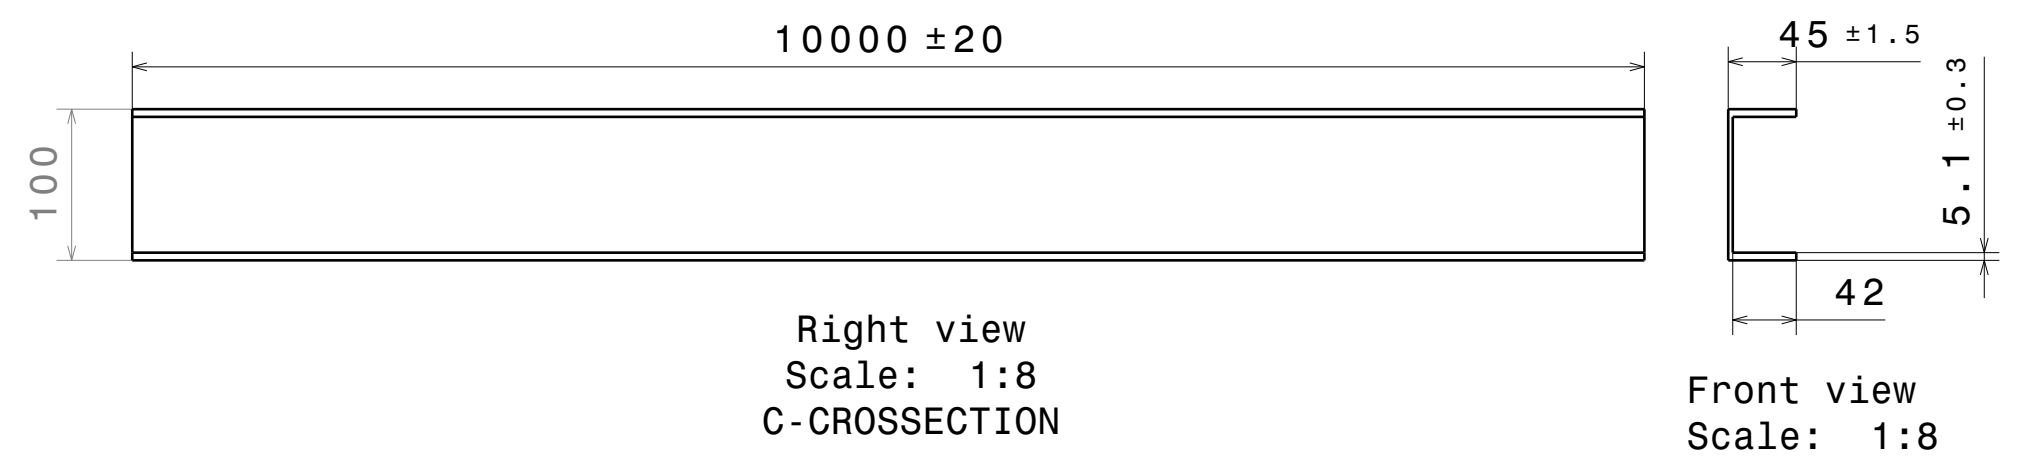 10000 ±20
45 ±1.5
100
5.1 ±0.3
42
Right view
Scale: 1:8
C-CROSSECTION
Front view
Scale: 1:8